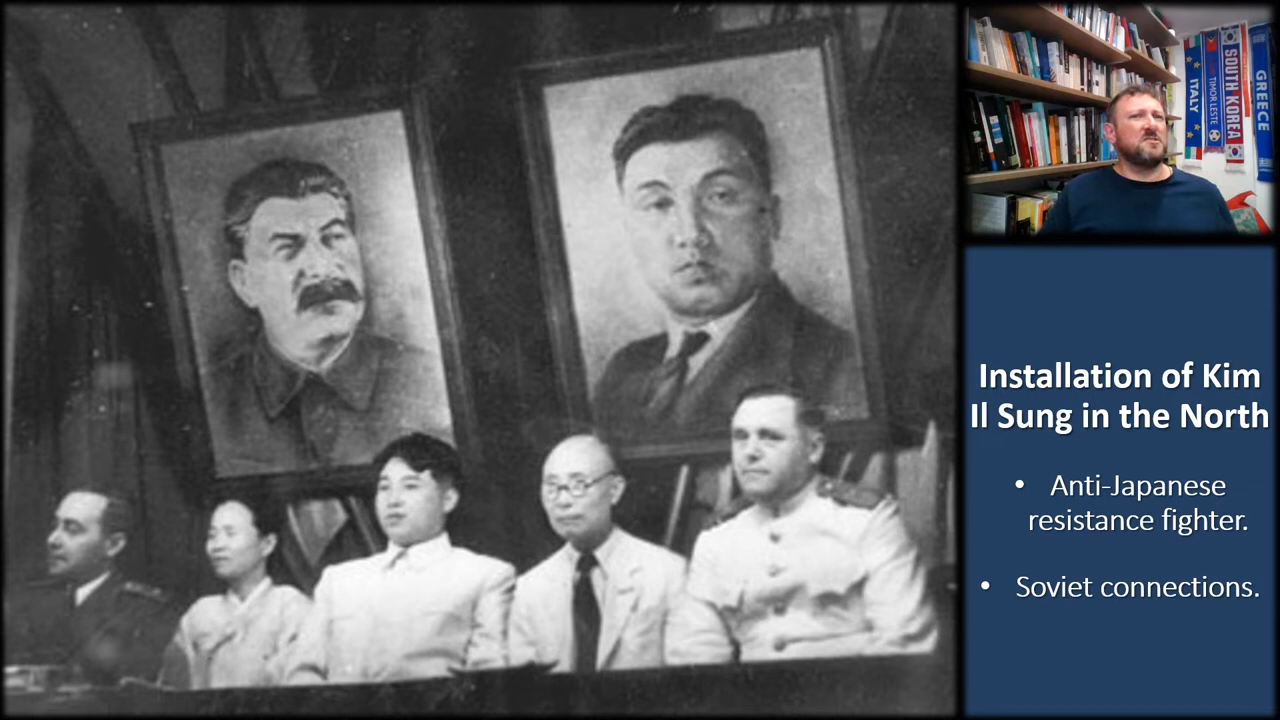 ITALY
TIMOR LESTE
SOUTH KOREA
GREECE
Installation of Kim
Il Sung in the North
• Anti-Japanese
resistance fighter.
• Soviet connections.